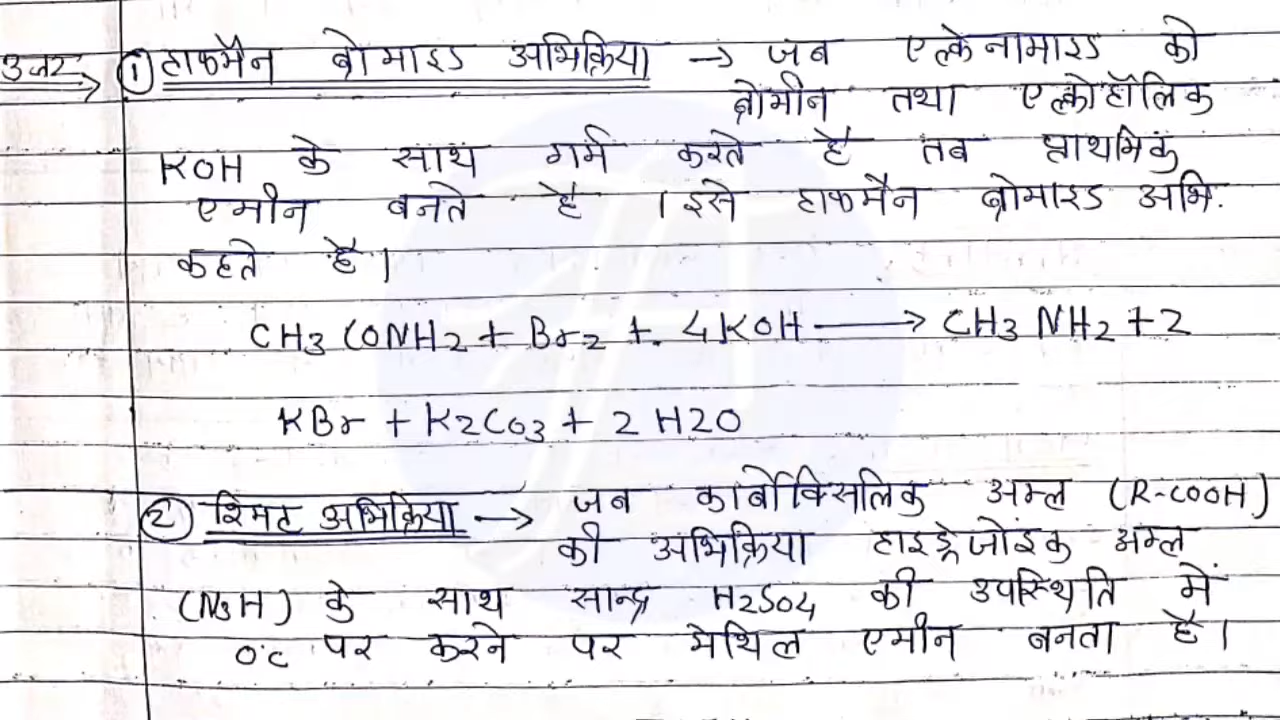 उत्तर → ① हाफमैन ब्रोमाइड अभिक्रिया → जब एल्केनामाइड को
ब्रोमीन तथा एल्कोहॉलिक
KOH के साथ गर्म करते है तब प्राथमिक
एमीन बनते है । इसे हाफमैन ब्रोमाइड अभि.
कहते है ।
CH3 CONH2 + Br2 + 4KOH ⟶ CH3 NH2 + 2
KBr + K2CO3 + 2 H2O
② श्मिट अभिक्रिया → जब कार्बोक्सिलिक अम्ल (R-COOH)
की अभिक्रिया हाइड्रेजोइक अम्ल
(N3H) के साथ सान्द्र H2SO4 की उपस्थिति में
0°C पर करने पर मेथिल एमीन बनता है ।